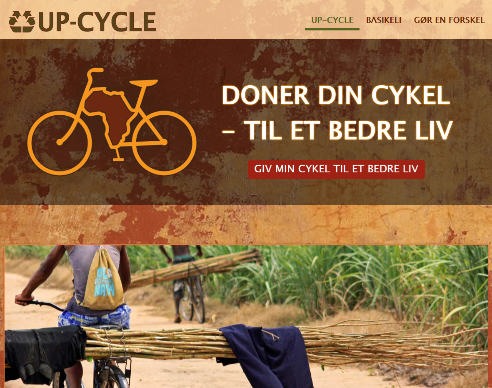 UP-CYCLE
UP-CYCLE BASIKELI GØR EN FORSKEL
DONER DIN CYKEL
– TIL ET BEDRE LIV
GIV MIN CYKEL TIL ET BEDRE LIV